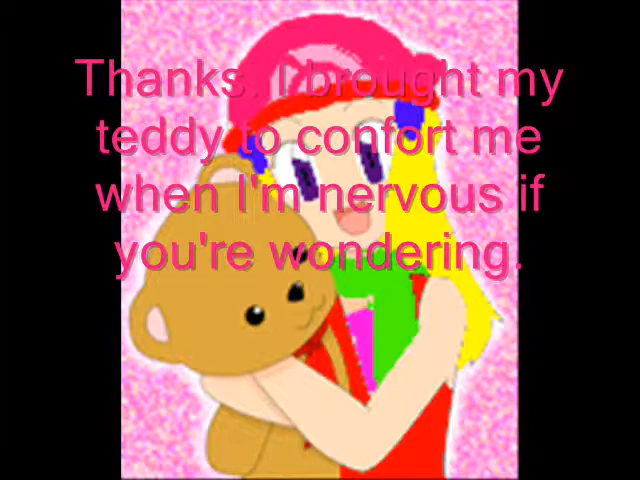 Thanks. I brought my
teddy to confort me
when I'm nervous if
you're wondering.